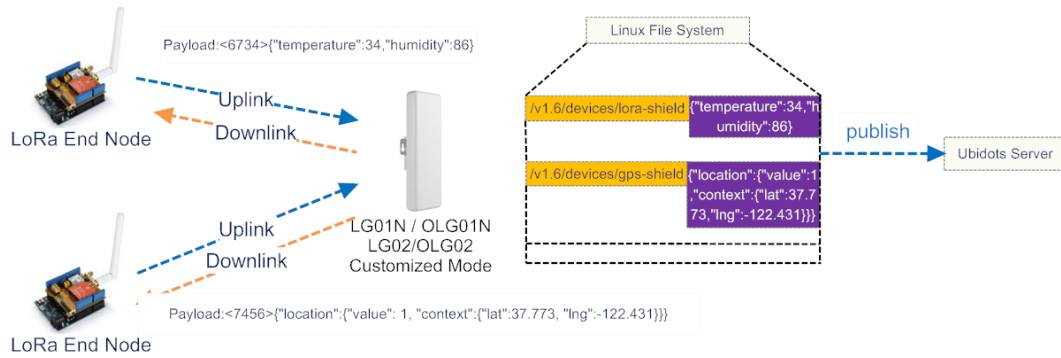 Payload:<6734>{"temperature":34,"humidity":86}
Uplink
Downlink
LoRa End Node
LG01N / OLG01N
LG02/OLG02
Customized Mode
Uplink
Downlink
LoRa End Node
Payload:<7456>{"location":{"value": 1, "context":{"lat":37.773, "lng":-122.431}}}
Linux File System
/v1.6/devices/lora-shield
{"temperature":34,"h
umidity":86}
/v1.6/devices/gps-shield
{"location":{"value":1
,"context":{"lat":37.7
73,"lng":-122.431}}}
publish
Ubidots Server